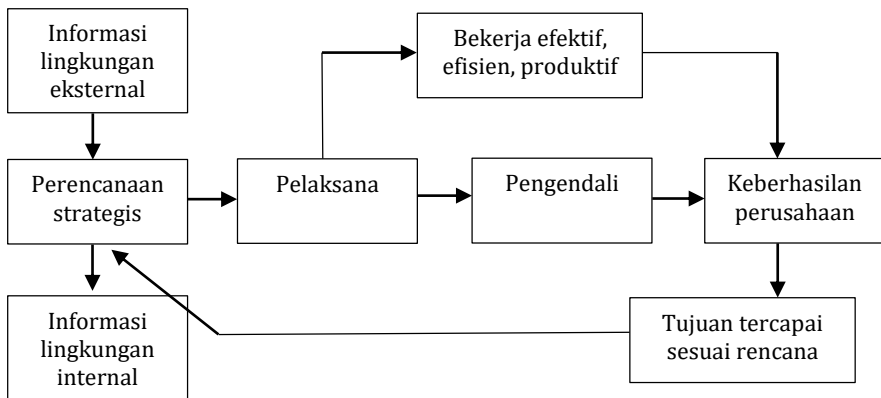 Informasi
lingkungan
eksternal
Bekerja efektif,
efisien, produktif
Perencanaan
strategis
Pelaksana
Pengendali
Keberhasilan
perusahaan
Informasi
lingkungan
internal
Tujuan tercapai
sesuai rencana